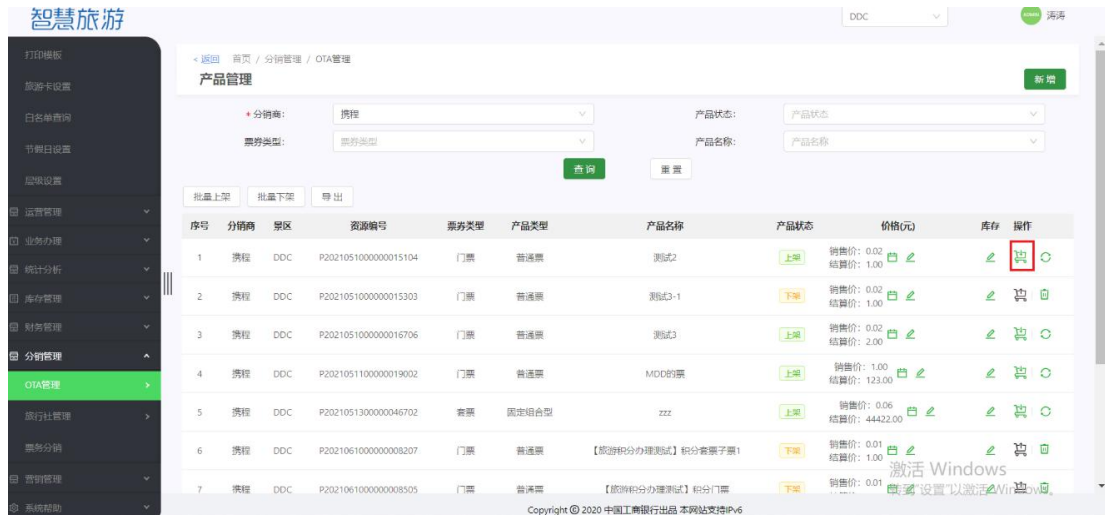 智慧旅游
DDC
涛涛
打印模板
旅游卡设置
白名单查询
节假日设置
层级设置
运营管理
业务办理
统计分析
库存管理
财务管理
分销管理
OTA管理
旅行社管理
票务分销
营销管理
系统帮助
< 返回 首页 / 分销管理 / OTA管理
产品管理
新增
* 分销商: 携程 产品状态: 产品状态
票券类型: 票券类型 产品名称: 产品名称
查询 重置
批量上架 批量下架 导出
序号 分销商 景区 资源编号 票券类型 产品类型 产品名称 产品状态 价格(元) 库存 操作
1 携程 DDC P2021051000000015104 门票 普通票 测试2 上架 销售价: 0.02
结算价: 1.00
2 携程 DDC P2021051000000015303 门票 普通票 测试3-1 下架 销售价: 0.02
结算价: 1.00
3 携程 DDC P2021051000000016706 门票 普通票 测试3 上架 销售价: 0.02
结算价: 2.00
4 携程 DDC P2021051100000019002 门票 普通票 MDD的票 上架 销售价: 1.00
结算价: 123.00
5 携程 DDC P2021051300000046702 套票 固定组合型 zzz 上架 销售价: 0.06
结算价: 44422.00
6 携程 DDC P2021061000000008207 门票 普通票 【旅游积分办理测试】积分套票子票1 下架 销售价: 0.01
结算价: 1.00
7 携程 DDC P2021061000000008505 门票 普通票 【旅游积分办理测试】积分门票 下架 销售价: 0.01
激活 Windows
转到"设置"以激活 Windows。
Copyright © 2020 中国工商银行出品 本网站支持IPv6